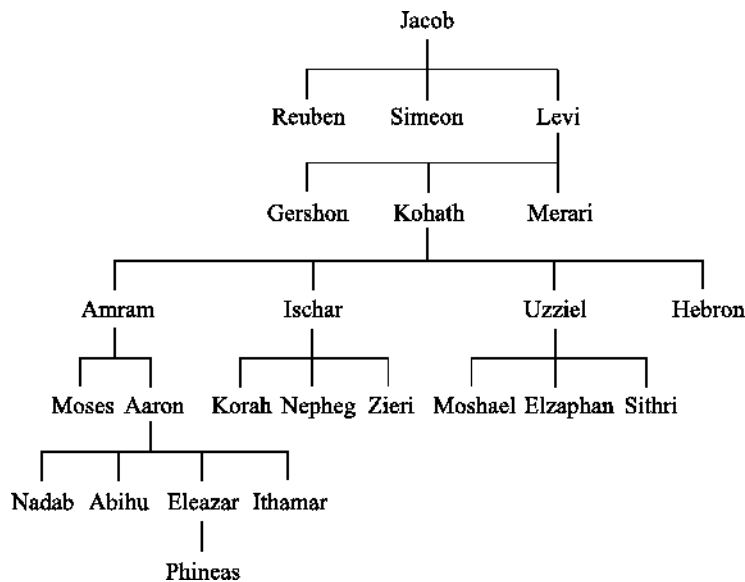 Jacob
Reuben Simeon Levi
Gershon Kohath Merari
Amram Ischar Uzziel Hebron
Moses Aaron Korah Nepheg Zieri Moshael Elzaphan Sithri
Nadab Abihu Eleazar Ithamar
Phineas